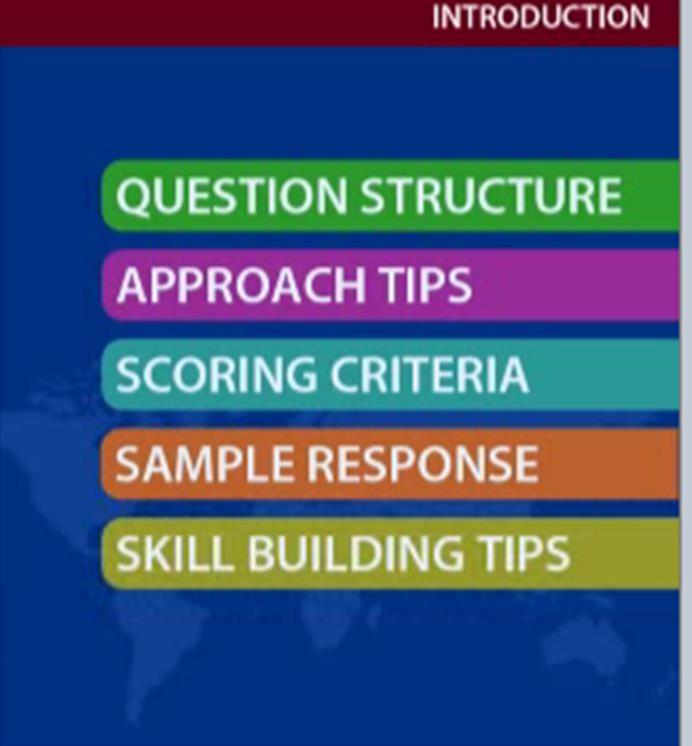 INTRODUCTION
QUESTION STRUCTURE
APPROACH TIPS
SCORING CRITERIA
SAMPLE RESPONSE
SKILL BUILDING TIPS